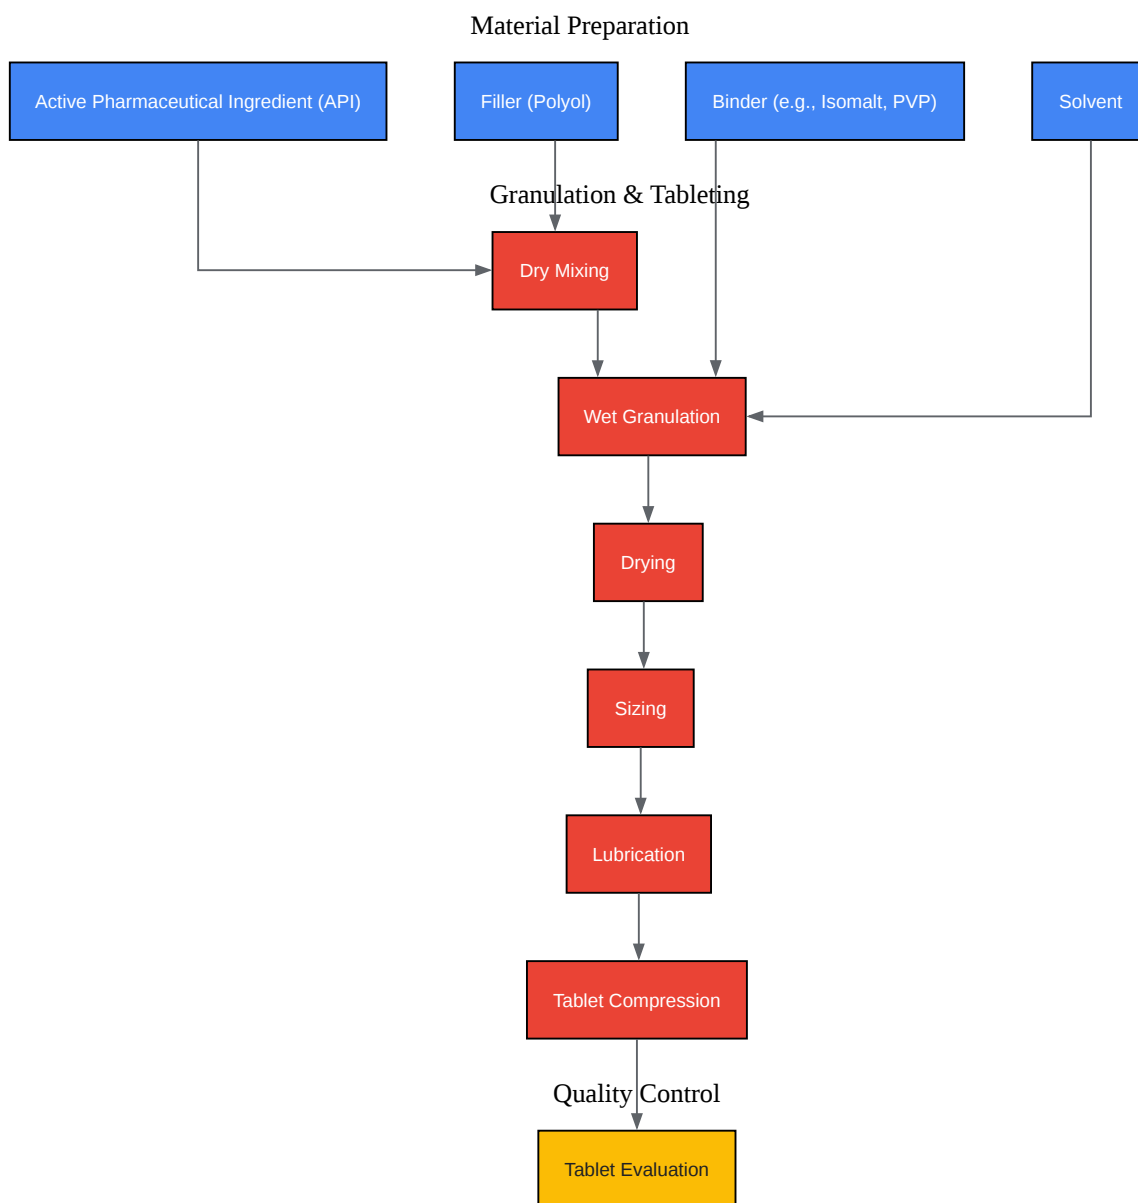 Material Preparation
Active Pharmaceutical Ingredient (API)
Filler (Polyol)
Binder (e.g., Isomalt, PVP)
Solvent
Granulation & Tableting
Dry Mixing
Wet Granulation
Drying
Sizing
Lubrication
Tablet Compression
Quality Control
Tablet Evaluation